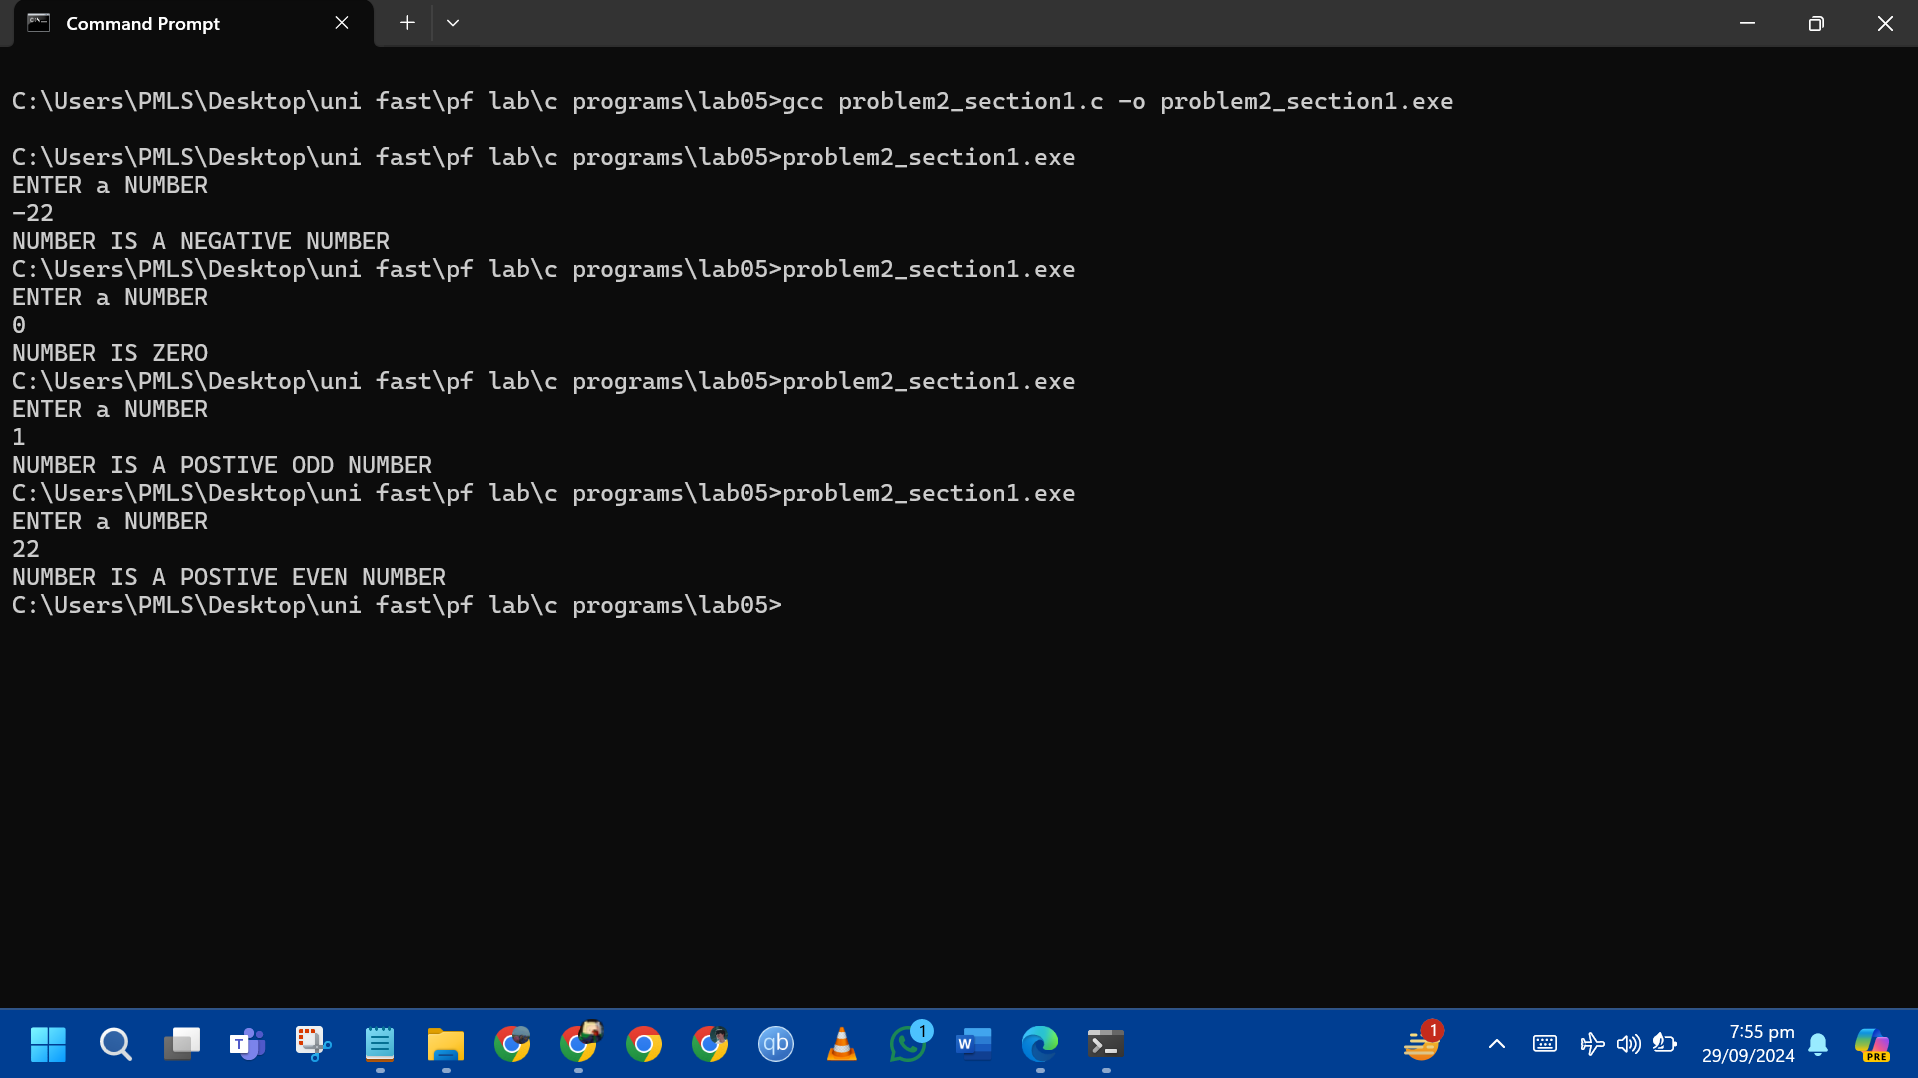 Command Prompt
C:\Users\PMLS\Desktop\uni fast\pf lab\c programs\lab05>gcc problem2_section1.c -o problem2_section1.exe
C:\Users\PMLS\Desktop\uni fast\pf lab\c programs\lab05>problem2_section1.exe
ENTER a NUMBER
-22
NUMBER IS A NEGATIVE NUMBER
C:\Users\PMLS\Desktop\uni fast\pf lab\c programs\lab05>problem2_section1.exe
ENTER a NUMBER
0
NUMBER IS ZERO
C:\Users\PMLS\Desktop\uni fast\pf lab\c programs\lab05>problem2_section1.exe
ENTER a NUMBER
1
NUMBER IS A POSTIVE ODD NUMBER
C:\Users\PMLS\Desktop\uni fast\pf lab\c programs\lab05>problem2_section1.exe
ENTER a NUMBER
22
NUMBER IS A POSTIVE EVEN NUMBER
C:\Users\PMLS\Desktop\uni fast\pf lab\c programs\lab05>
T
qb
1
W
1
7:55 pm
29/09/2024
PRE